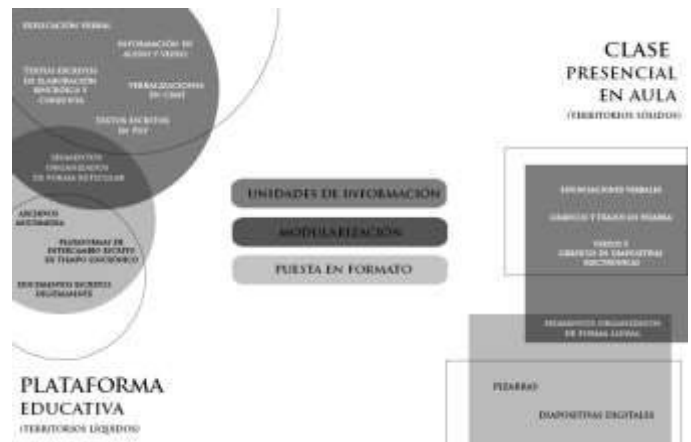 EXPLICACIÓN VERBAL
INFORMACIÓN EN
AUDIO Y VIDEO
TEXTOS ESCRITOS
DE ELABORACIÓN
SINCRÓNICA Y
CONJUNTA
VERBALIZACIONES
EN CHAT
TEXTOS ESCRITOS
EN PDF
SEGMENTOS
ORGANIZADOS
DE FORMA RETICULAR
ARCHIVOS
MULTIMEDIA
PLATAFORMAS DE
INTERCAMBIO ESCRITO
EN TIEMPO SINCRÓNICO
DOCUMENTOS ESCRITOS
DIGITALMENTE
PLATAFORMA
EDUCATIVA
(TERRITORIOS LÍQUIDOS)
UNIDADES DE INFORMACIÓN
MODULARIZACIÓN
PUESTA EN FORMATO
CLASE
PRESENCIAL
EN AULA
(TERRITORIOS SÓLIDOS)
ENUNCIACIONES VERBALES
GRÁFICOS Y TRAZOS EN PIZARRA
TEXTOS Y
GRÁFICOS EN DIAPOSITIVAS
ELECTRÓNICAS
SEGMENTOS ORGANIZADOS
DE FORMA LINEAL
PIZARRAS
DIAPOSITIVAS DIGITALES